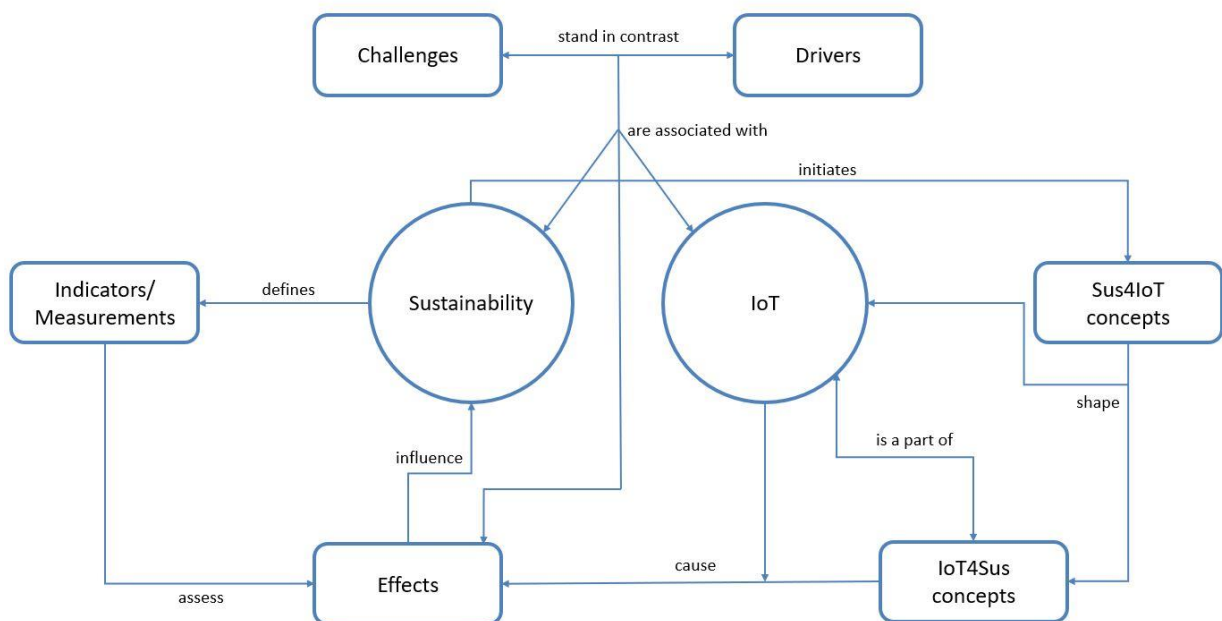 stand in contrast
Challenges
Drivers
are associated with
initiates
Indicators/
Measurements
defines
Sustainability
IoT
Sus4IoT
concepts
shape
is a part of
influence
cause
Effects
IoT4Sus
concepts
assess